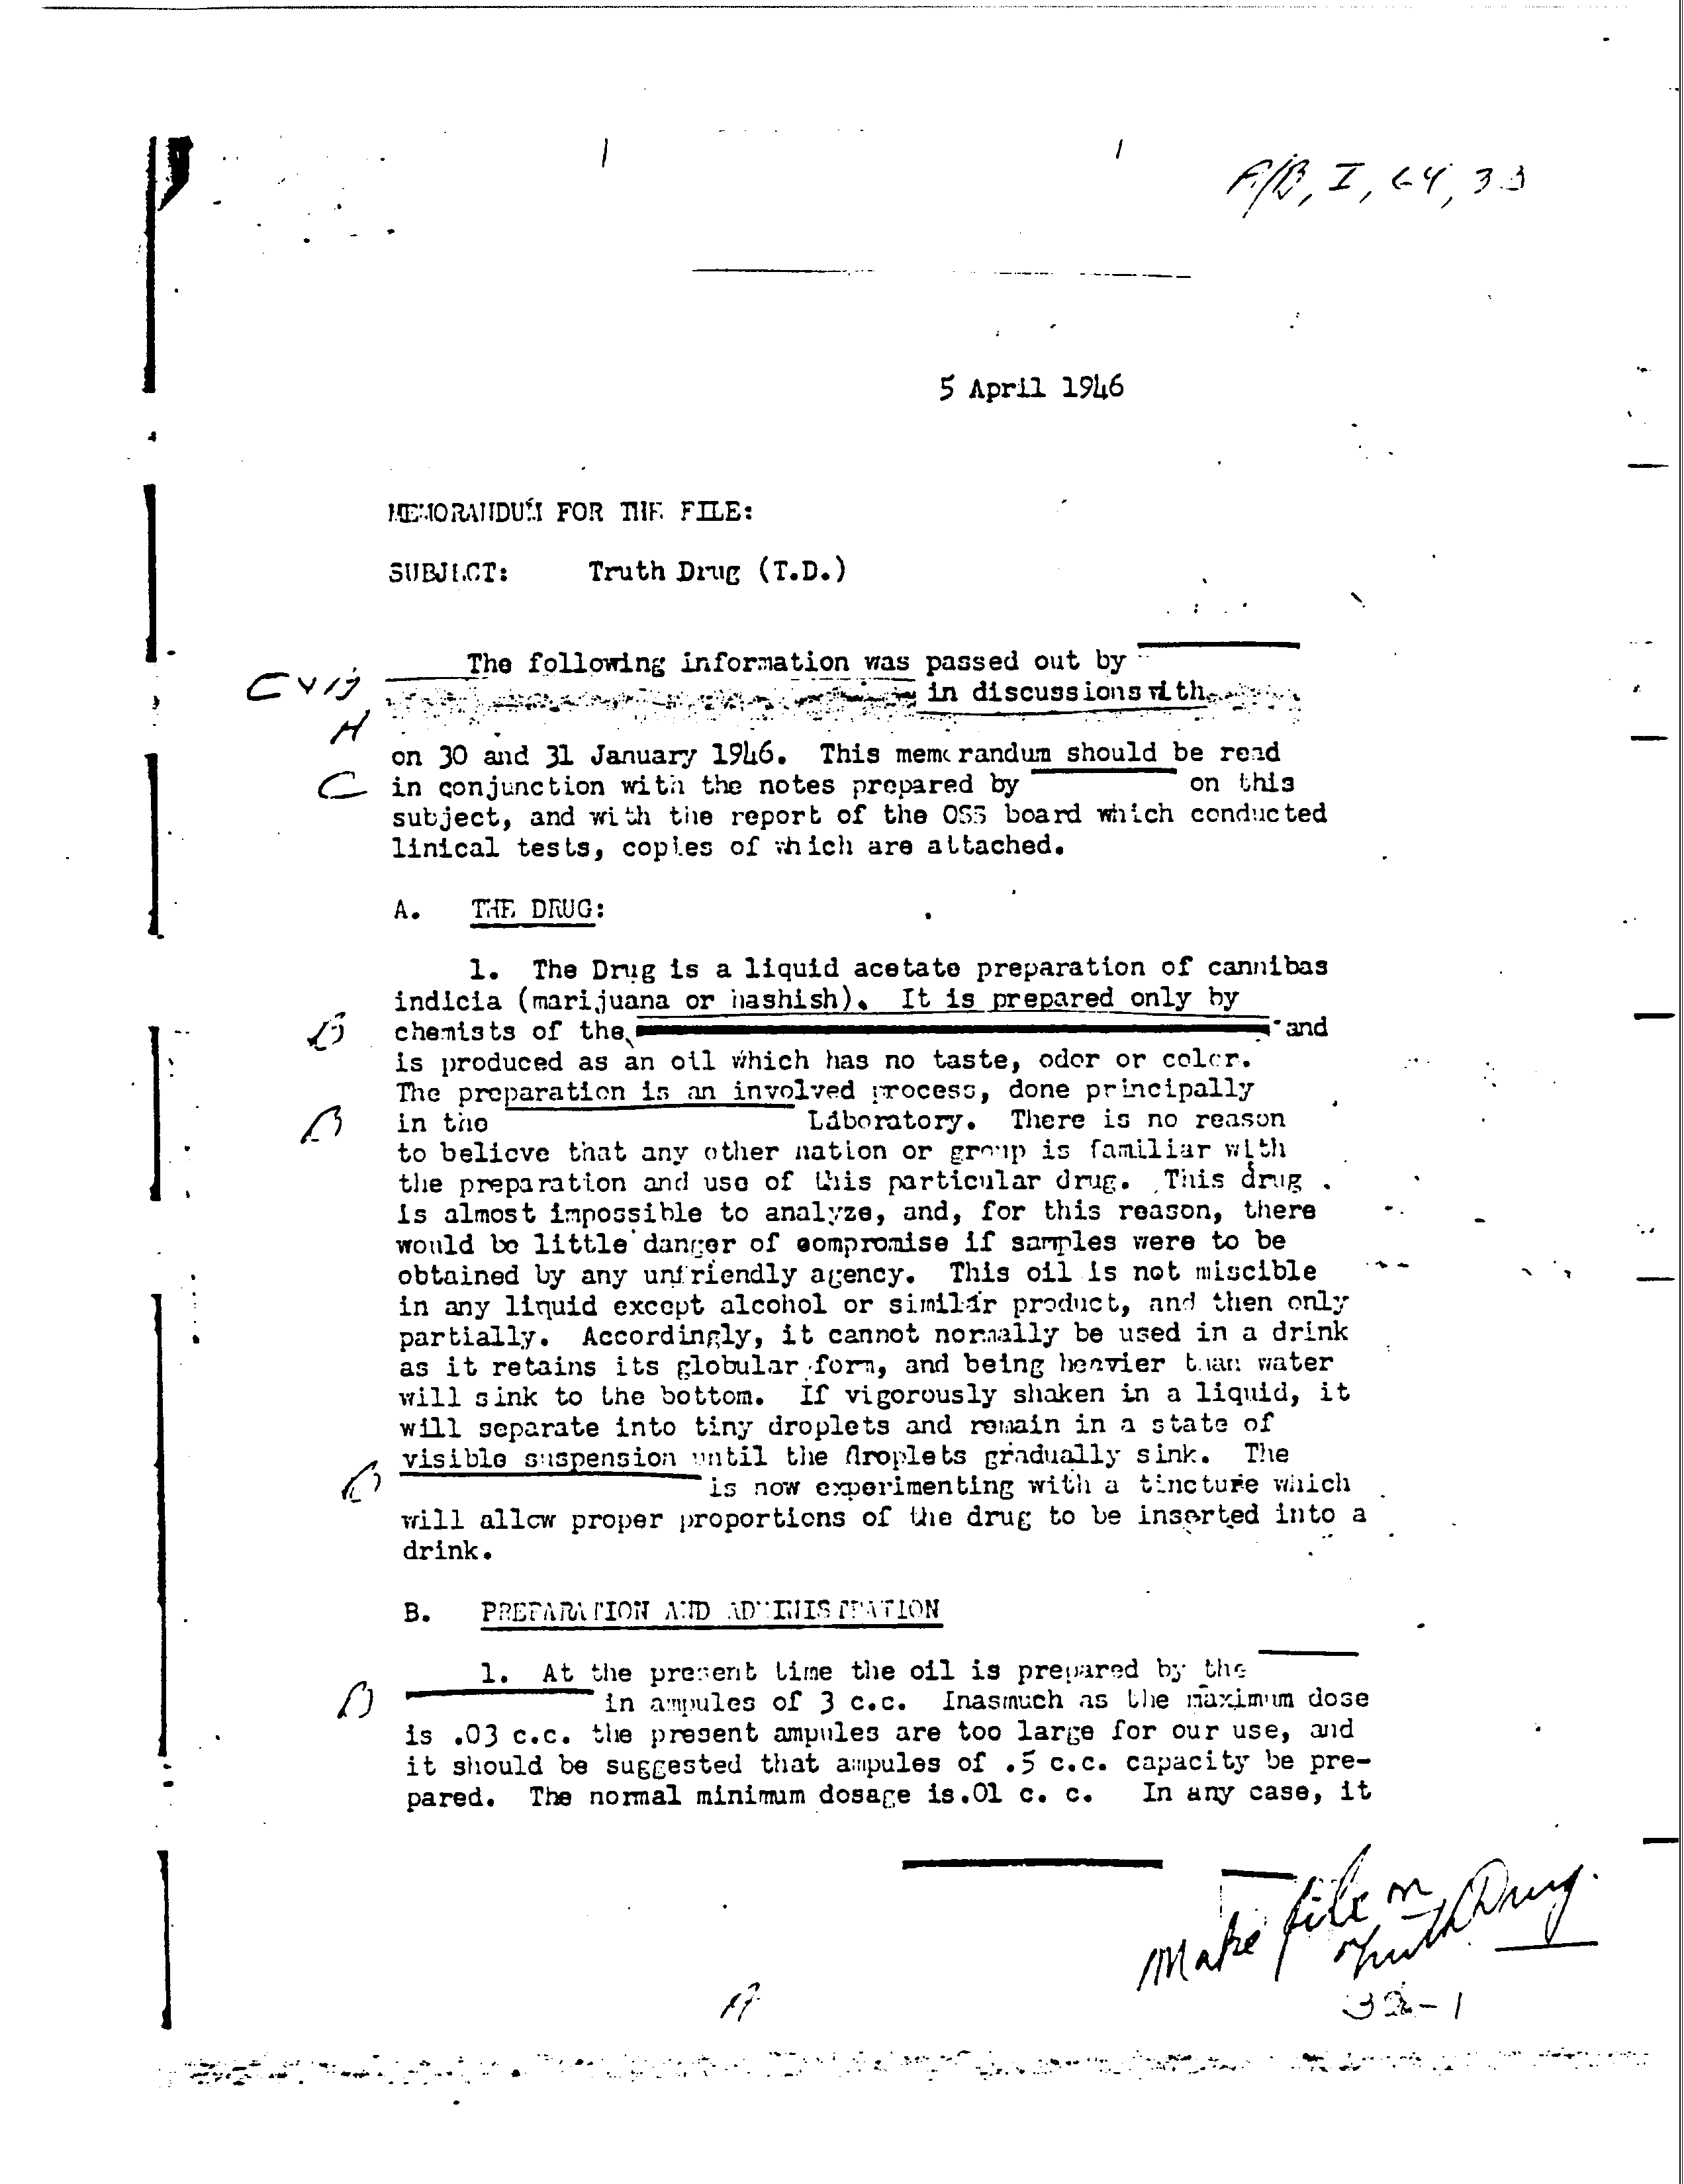 A/B, I, 64, 33
5 April 1946
MEMORANDUM FOR THE FILE:
SUBJECT: Truth Drug (T.D.)
The following information was passed out by
C
in discussions with
H
on 30 and 31 January 1946. This memorandum should be read
C in conjunction with the notes prepared by on this
subject, and with the report of the OSS board which conducted
linical tests, copies of which are attached.
A. THE DRUG:
1. The Drug is a liquid acetate preparation of cannibas
indicia (marijuana or hashish). It is prepared only by
B chemists of the and
is produced as an oil which has no taste, odor or color.
The preparation is an involved process, done principally
B in the Laboratory. There is no reason
to believe that any other nation or group is familiar with
the preparation and use of this particular drug. This drug
is almost impossible to analyze, and, for this reason, there
would be little danger of compromise if samples were to be
obtained by any unfriendly agency. This oil is not miscible
in any liquid except alcohol or similar product, and then only
partially. Accordingly, it cannot normally be used in a drink
as it retains its globular form, and being heavier than water
will sink to the bottom. If vigorously shaken in a liquid, it
will separate into tiny droplets and remain in a state of
visible suspension until the droplets gradually sink. The
B is now experimenting with a tincture which
will allow proper proportions of the drug to be inserted into a
drink.
B. PREPARATION AND ADMINISTRATION
1. At the present time the oil is prepared by the
B in ampules of 3 c.c. Inasmuch as the maximum dose
is .03 c.c. the present ampules are too large for our use, and
it should be suggested that ampules of .5 c.c. capacity be pre-
pared. The normal minimum dosage is .01 c. c. In any case, it
Make file on
Truth Drug.
A
32-1